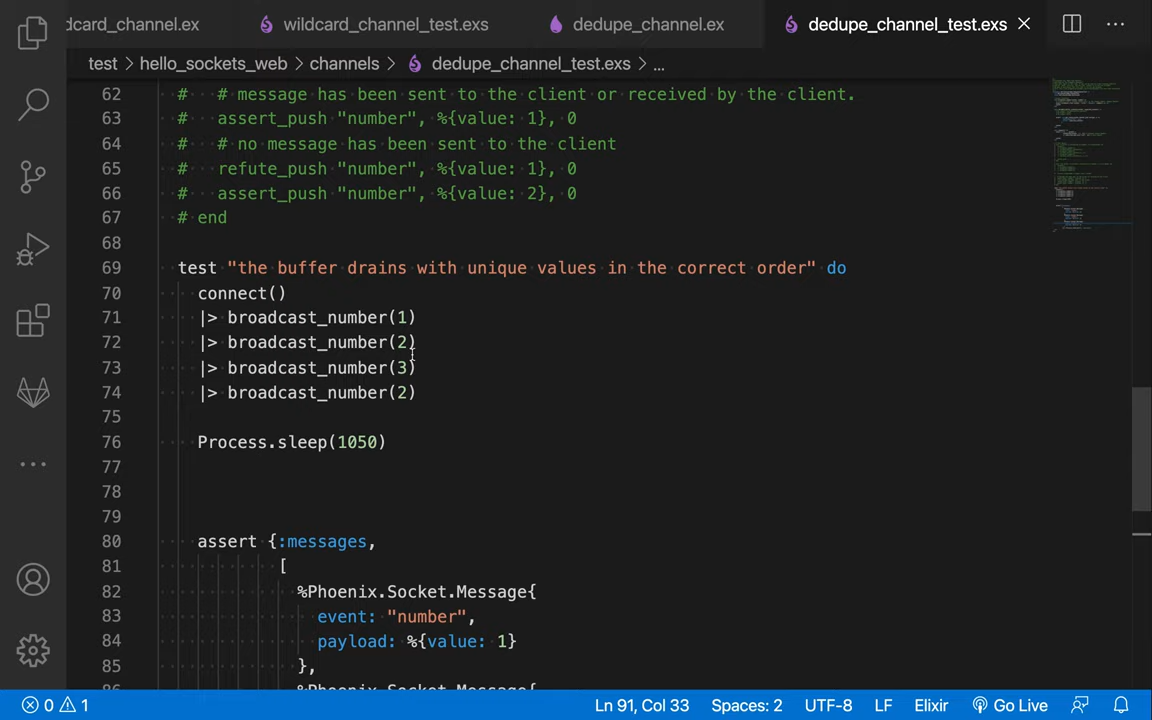 dcard_channel.ex wildcard_channel_test.exs dedupe_channel.ex dedupe_channel_test.exs
test > hello_sockets_web > channels > dedupe_channel_test.exs > ...
62 # # message has been sent to the client or received by the client.
63 # assert_push "number", %{value: 1}, 0
64 # # no message has been sent to the client
65 # refute_push "number", %{value: 1}, 0
66 # assert_push "number", %{value: 2}, 0
67 # end
68
69 test "the buffer drains with unique values in the correct order" do
70 connect()
71 |> broadcast_number(1)
72 |> broadcast_number(2)
73 |> broadcast_number(3)
74 |> broadcast_number(2)
75
76 Process.sleep(1050)
77
78
79
80 assert {:messages,
81 [
82 %Phoenix.Socket.Message{
83 event: "number",
84 payload: %{value: 1}
85 },
86 %Phoenix.Socket.Message{
0 1 Ln 91, Col 33 Spaces: 2 UTF-8 LF Elixir Go Live